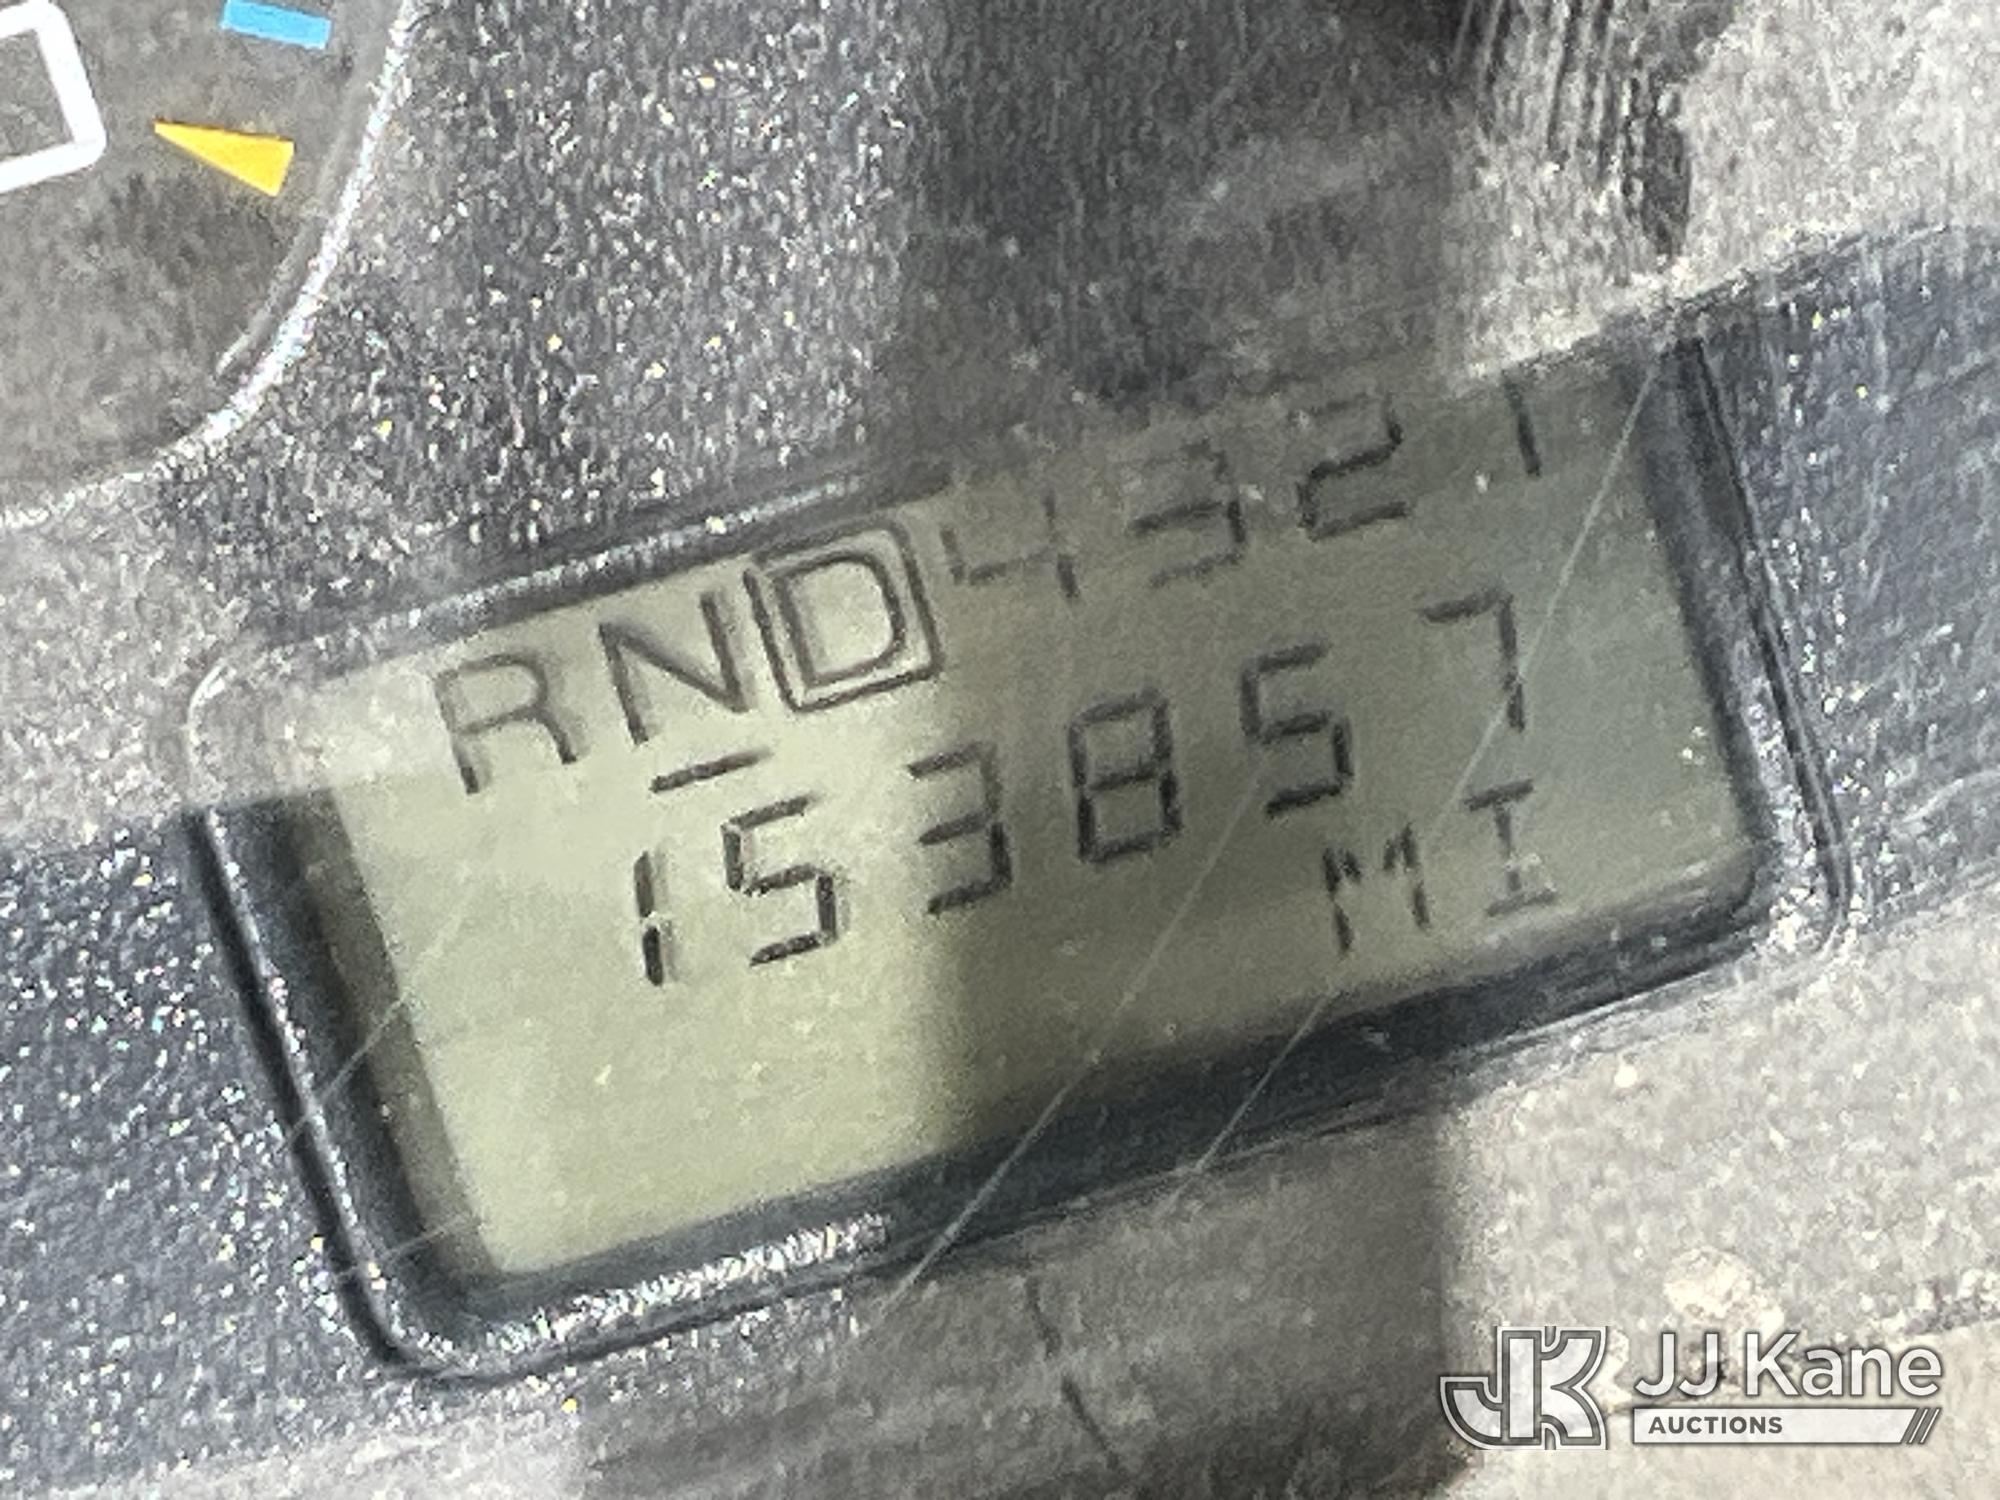 RND4321
153857
MI
JJ Kane
AUCTIONS